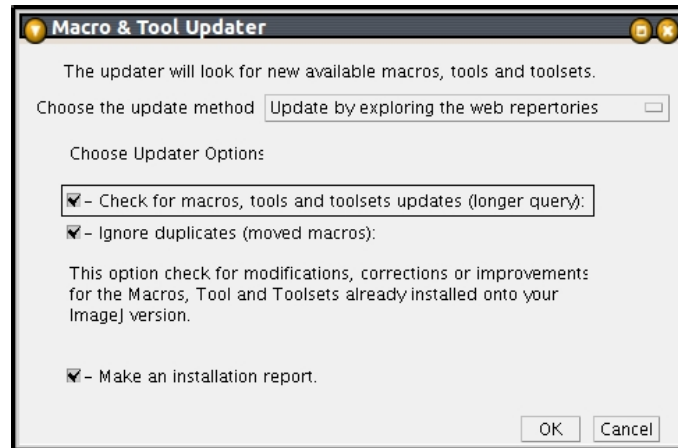 Macro & Tool Updater
The updater will look for new available macros, tools and toolsets.
Choose the update method Update by exploring the web repertories
Choose Updater Options
– Check for macros, tools and toolsets updates (longer query):
– Ignore duplicates (moved macros):
This option check for modifications, corrections or improvements
for the Macros, Tool and Toolsets already installed onto your
ImageJ version.
– Make an installation report.
OK Cancel